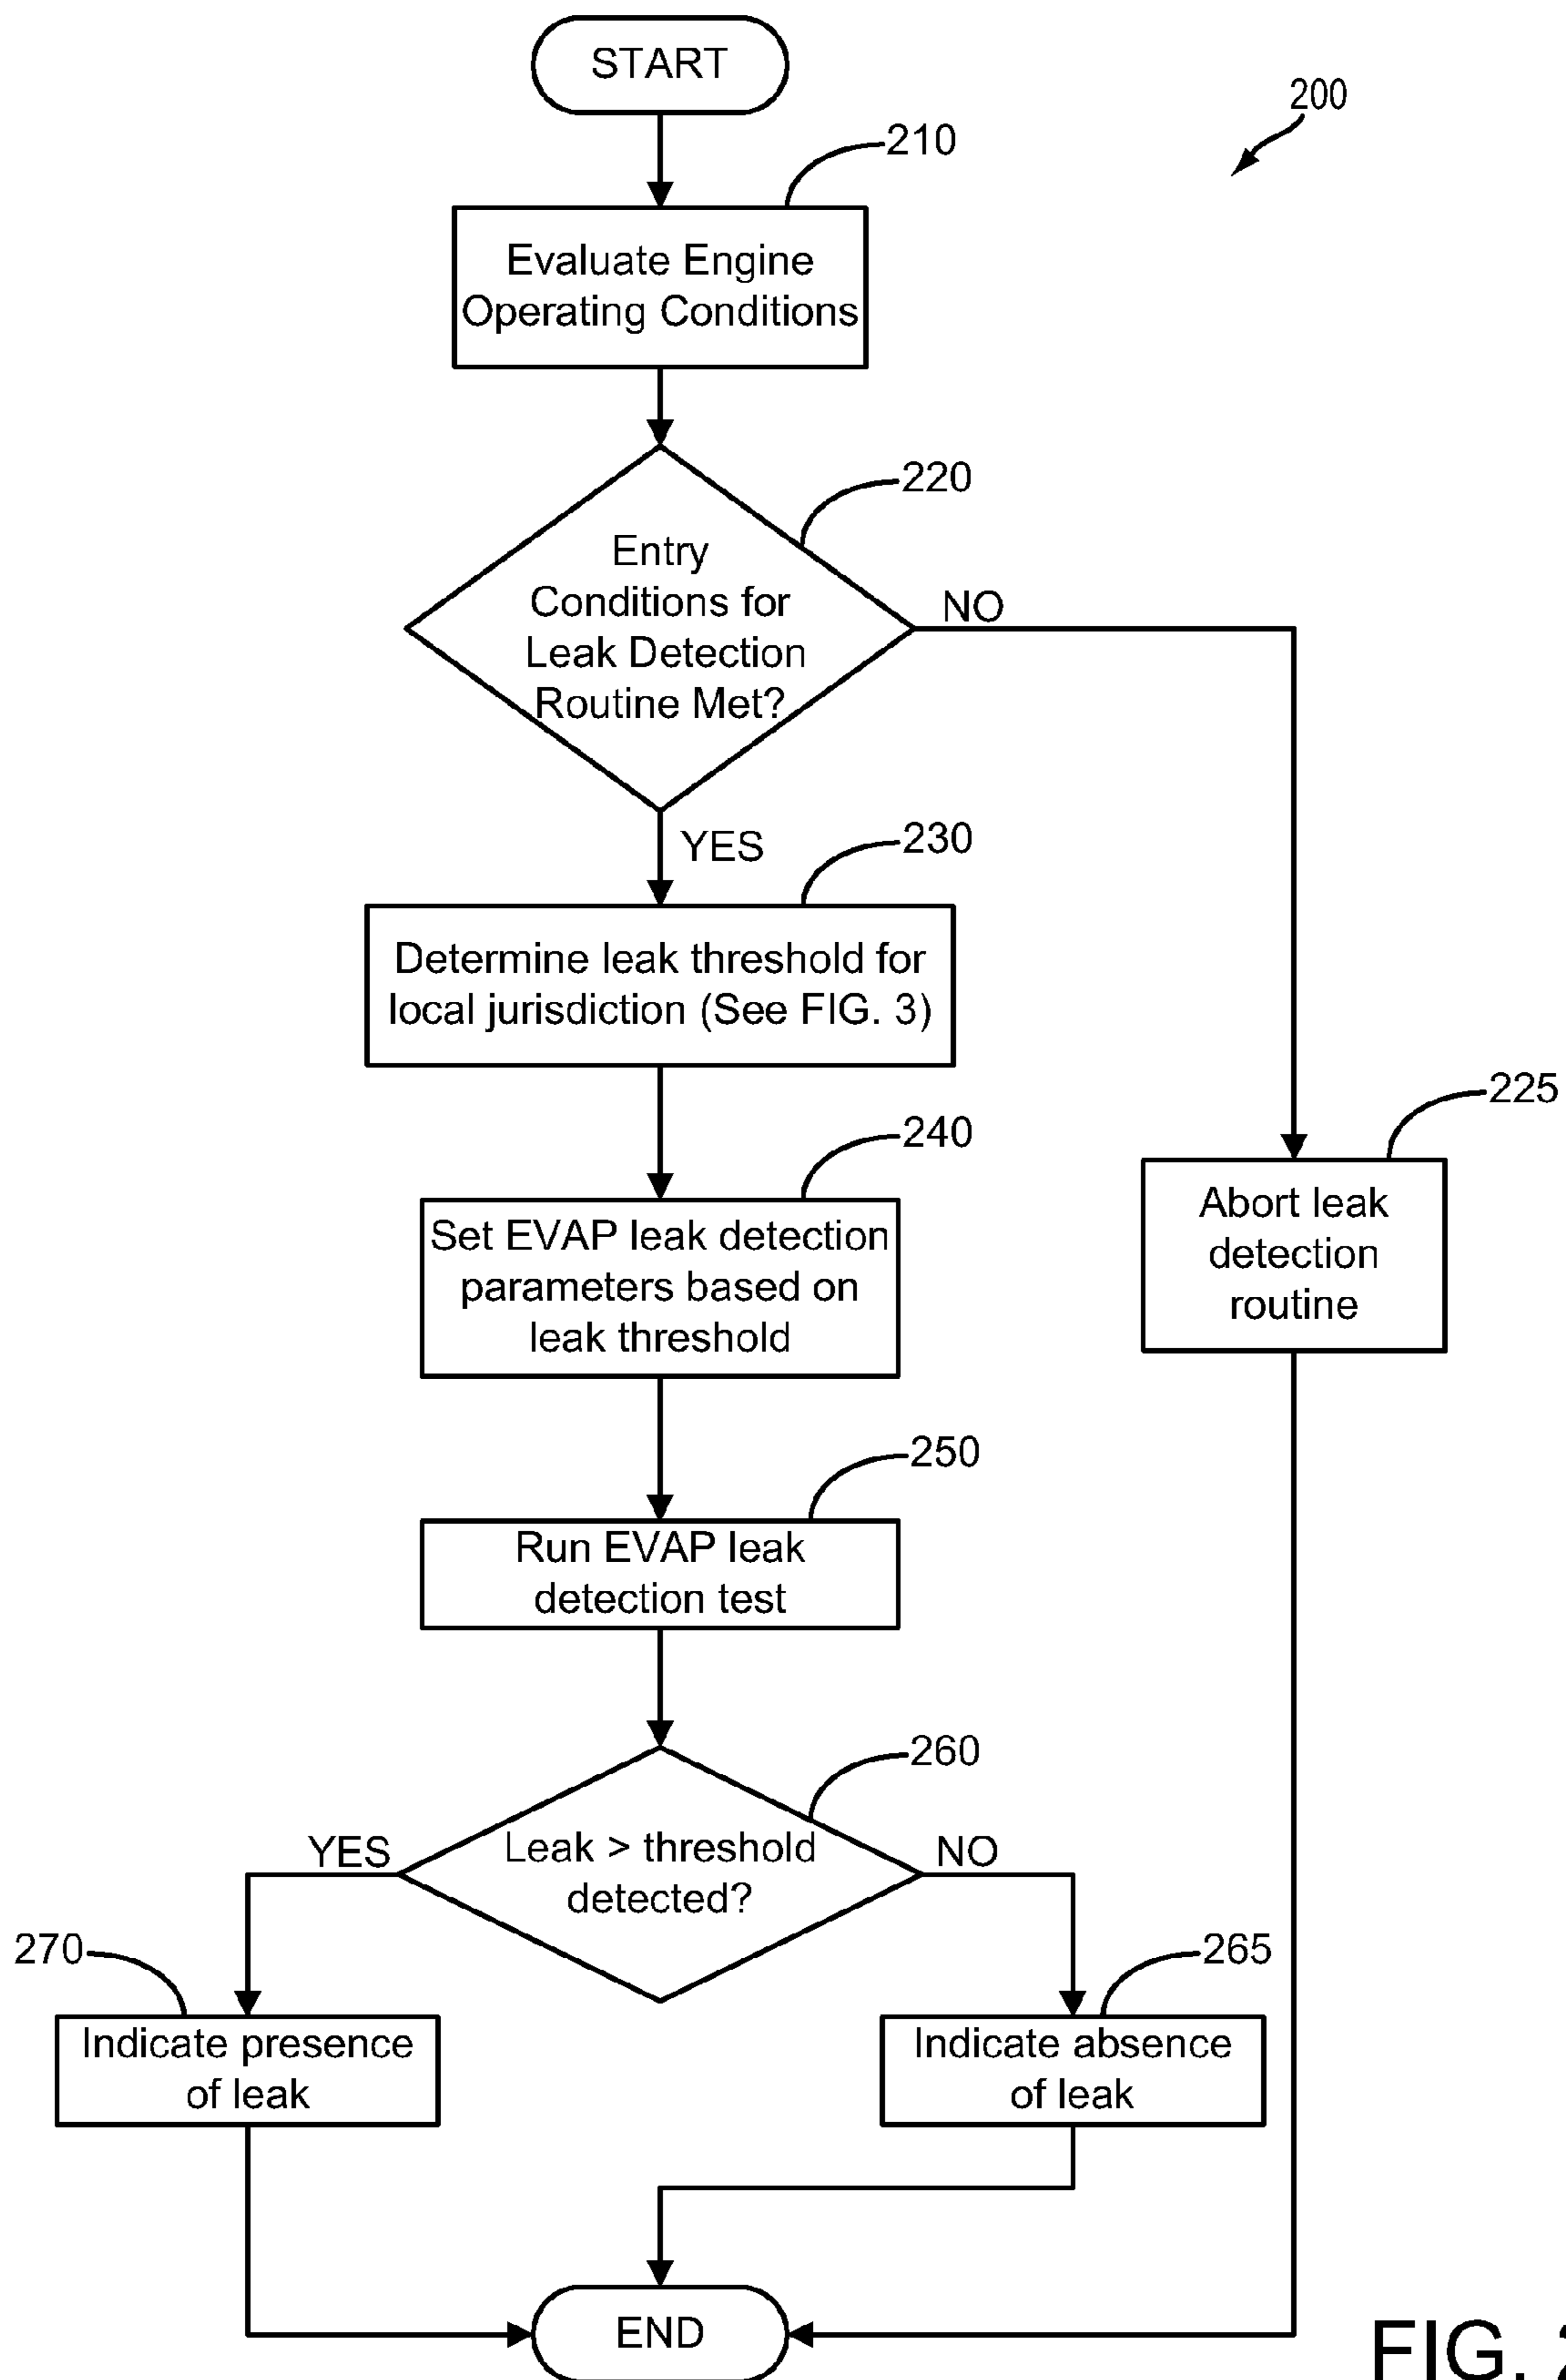 START
200
210
Evaluate Engine
Operating Conditions
220
Entry
Conditions for
Leak Detection
Routine Met?
NO
YES
230
Determine leak threshold for
local jurisdiction (See FIG. 3)
225
240
Abort leak
detection
routine
Set EVAP leak detection
parameters based on
leak threshold
250
Run EVAP leak
detection test
260
Leak > threshold
detected?
YES
NO
270
265
Indicate presence
of leak
Indicate absence
of leak
END
FIG. 2